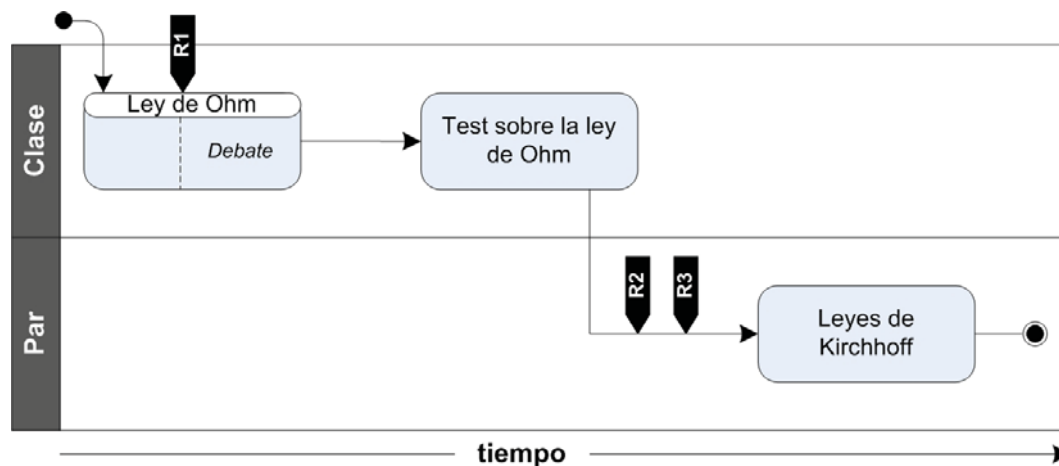 R1
Clase
Ley de Ohm
Debate
Test sobre la ley
de Ohm
Par
R2
R3
Leyes de
Kirchhoff
tiempo